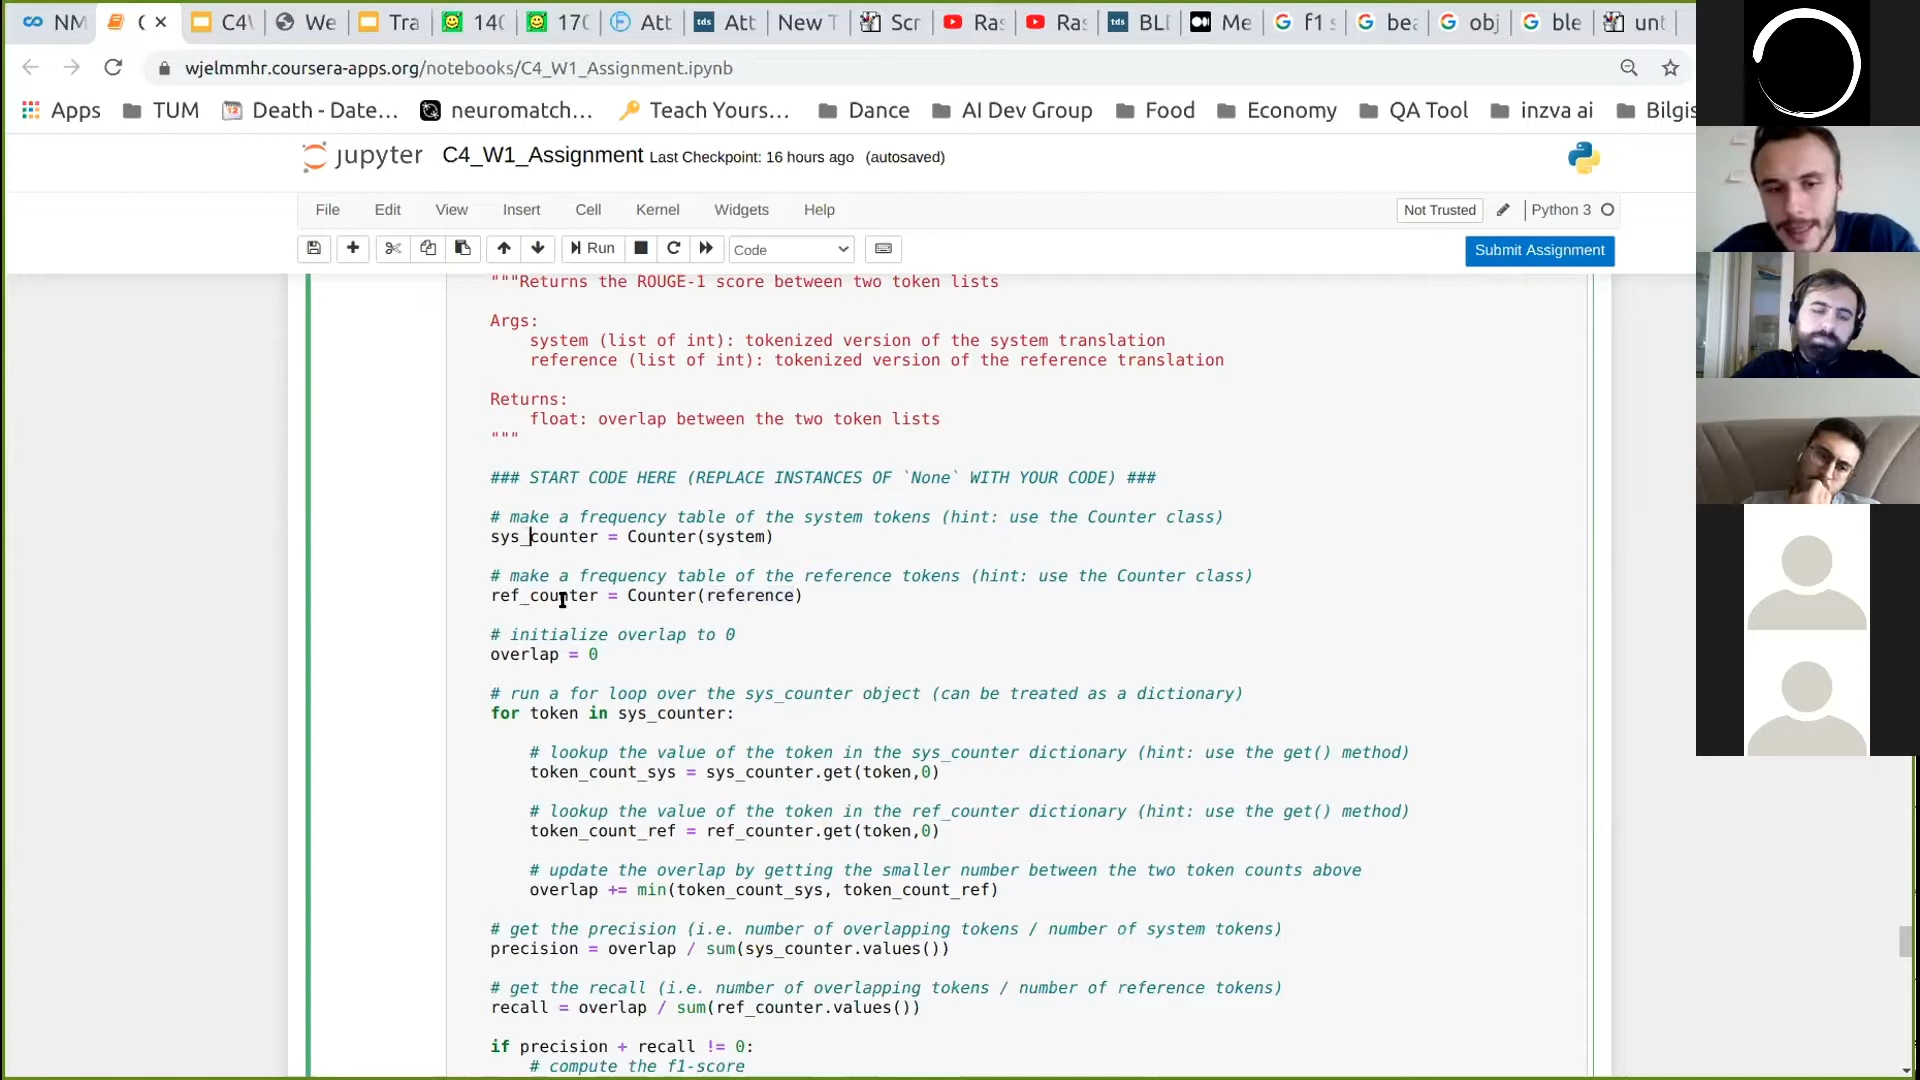 NM
(
C4\
We
Tra
140
170
Att
tds Att
New T
Scr
Ras
Ras
tds BLE
Me
f1 s
bea
obj
ble
unt
wjelmmhr.coursera-apps.org/notebooks/C4_W1_Assignment.ipynb
Apps TUM Death - Date... neuromatch... Teach Yours... Dance AI Dev Group Food Economy QA Tool inzva ai Bilgis
jupyter C4_W1_Assignment Last Checkpoint: 16 hours ago (autosaved)
File Edit View Insert Cell Kernel Widgets Help Not Trusted Python 3
Run Code Submit Assignment
"""Returns the ROUGE-1 score between two token lists
Args:
system (list of int): tokenized version of the system translation
reference (list of int): tokenized version of the reference translation
Returns:
float: overlap between the two token lists
"""
### START CODE HERE (REPLACE INSTANCES OF `None` WITH YOUR CODE) ###
# make a frequency table of the system tokens (hint: use the Counter class)
sys_counter = Counter(system)
# make a frequency table of the reference tokens (hint: use the Counter class)
ref_counter = Counter(reference)
# initialize overlap to 0
overlap = 0
# run a for loop over the sys_counter object (can be treated as a dictionary)
for token in sys_counter:
# lookup the value of the token in the sys_counter dictionary (hint: use the get() method)
token_count_sys = sys_counter.get(token,0)
# lookup the value of the token in the ref_counter dictionary (hint: use the get() method)
token_count_ref = ref_counter.get(token,0)
# update the overlap by getting the smaller number between the two token counts above
overlap += min(token_count_sys, token_count_ref)
# get the precision (i.e. number of overlapping tokens / number of system tokens)
precision = overlap / sum(sys_counter.values())
# get the recall (i.e. number of overlapping tokens / number of reference tokens)
recall = overlap / sum(ref_counter.values())
if precision + recall != 0:
# compute the f1-score